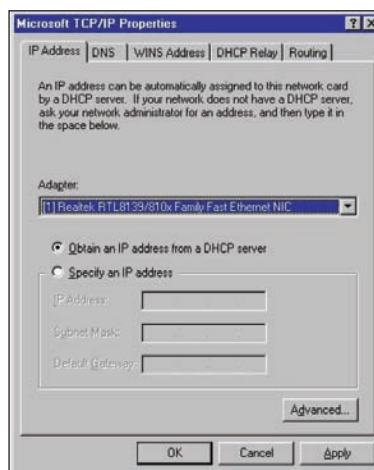 Microsoft TCP/IP Properties
IP Address DNS WINS Address DHCP Relay Routing
An IP address can be automatically assigned to this network card
by a DHCP server. If your network does not have a DHCP server,
ask your network administrator for an address, and then type it in
the space below.
Adapter:
[1] Realtek RTL8139/810x Family Fast Ethernet NIC
Obtain an IP address from a DHCP server
Specify an IP address
IP Address:
Subnet Mask:
Default Gateway:
Advanced...
OK Cancel Apply